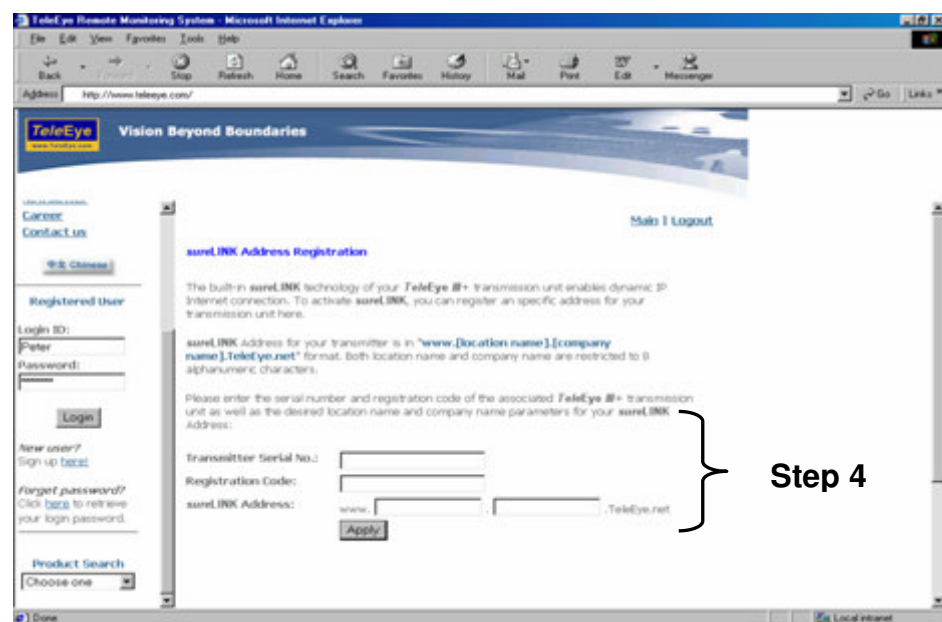 TeleEye Remote Monitoring System - Microsoft Internet Explorer
File Edit View Favorites Tools Help
Back Forward Stop Refresh Home Search Favorites History Mail Print Edit Messenger
Address http://www.teleeye.com/ Go Links
TeleEye Vision Beyond Boundaries
www.TeleEye.com
Career
Contact us
中文 Chinese
Registered User
Login ID:
Peter
Password:
Login
New user?
Sign up here!
Forget password?
Click here to retrieve
your login password.
Product Search
Choose one
Main | Logout
sureLINK Address Registration
The built-in sureLINK technology of your TeleEye III+ transmission unit enables dynamic IP
Internet connection. To activate sureLINK, you can register an specific address for your
transmission unit here.
sureLINK Address for your transmitter is in "www.[location name].[company
name].TeleEye.net" format. Both location name and company name are restricted to 8
alphanumeric characters.
Please enter the serial number and registration code of the associated TeleEye III+ transmission
unit as well as the desired location name and company name parameters for your sureLINK
Address:
Transmitter Serial No.:
Registration Code:
sureLINK Address: www. . .TeleEye.net
Apply
Step 4
Done Local intranet